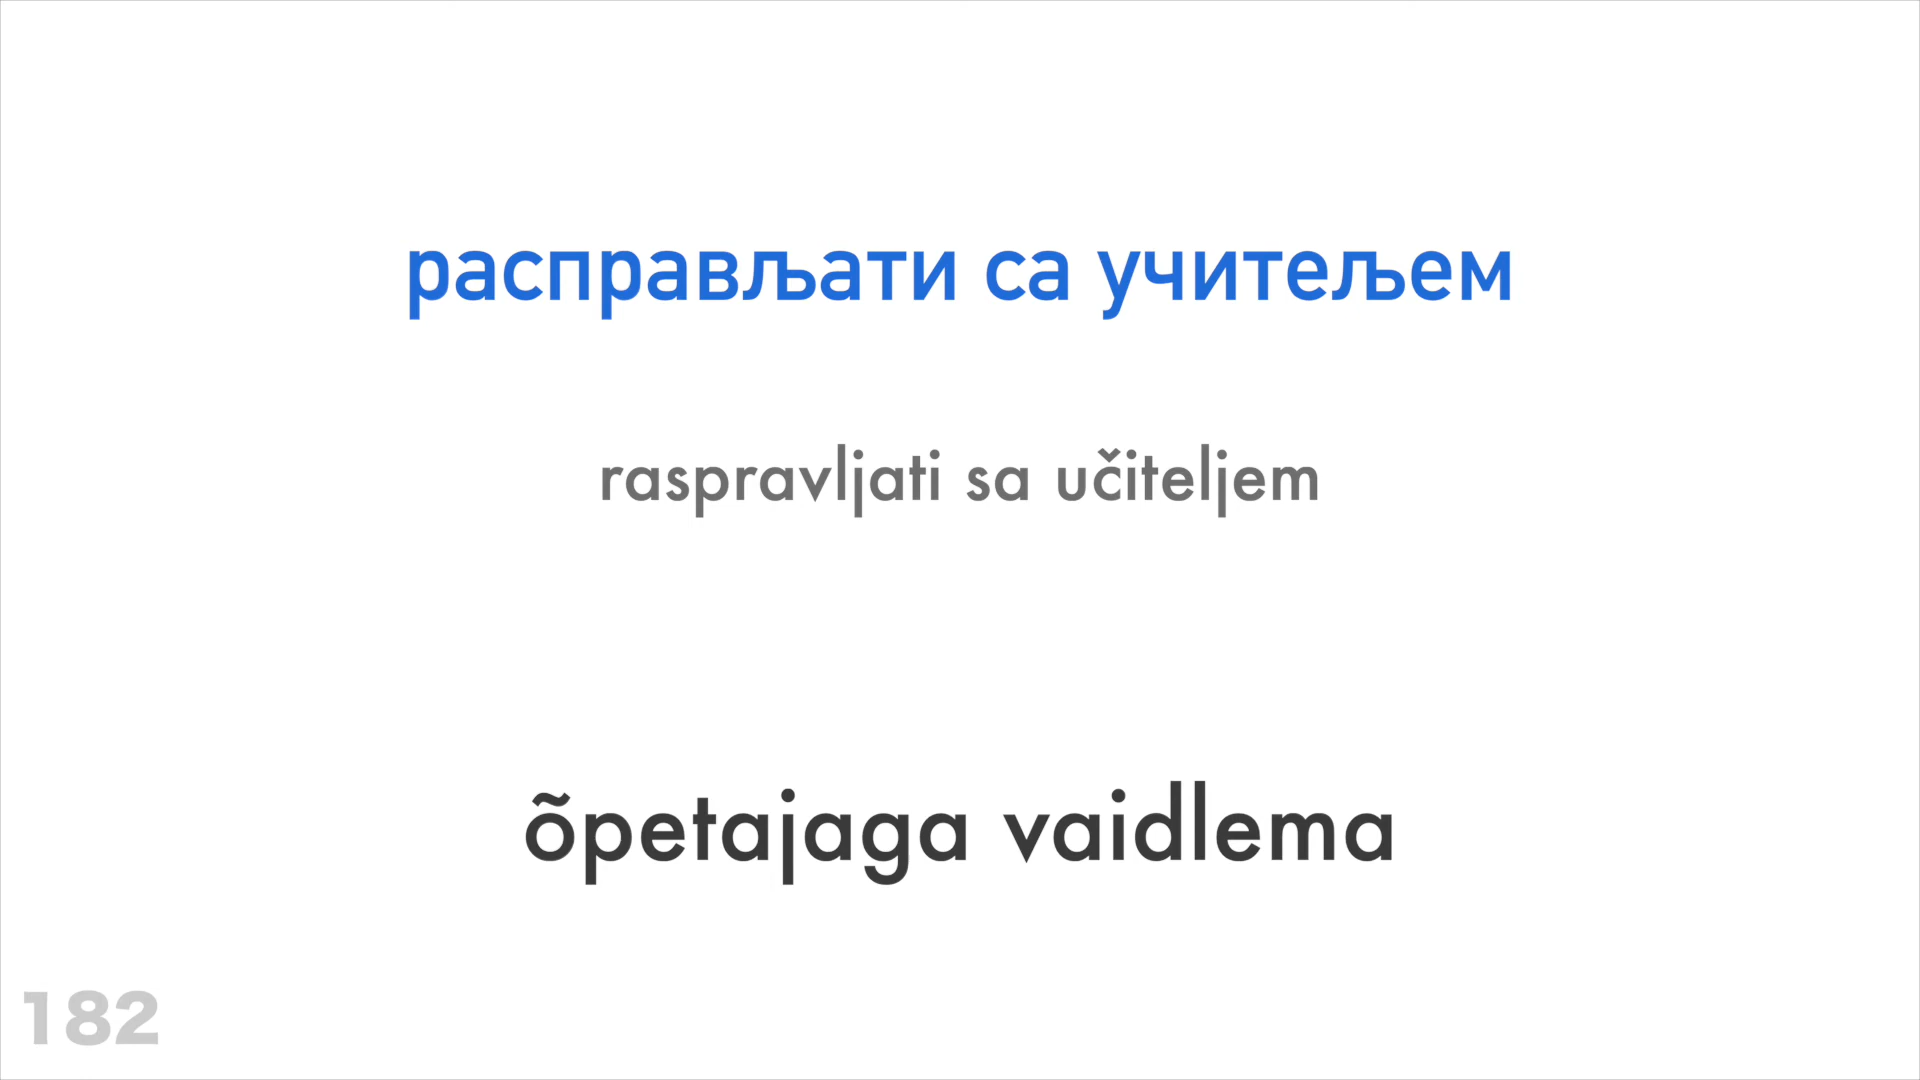 расправљати са учитељем
raspravljati sa učiteljem
õpetajaga vaidlema
182